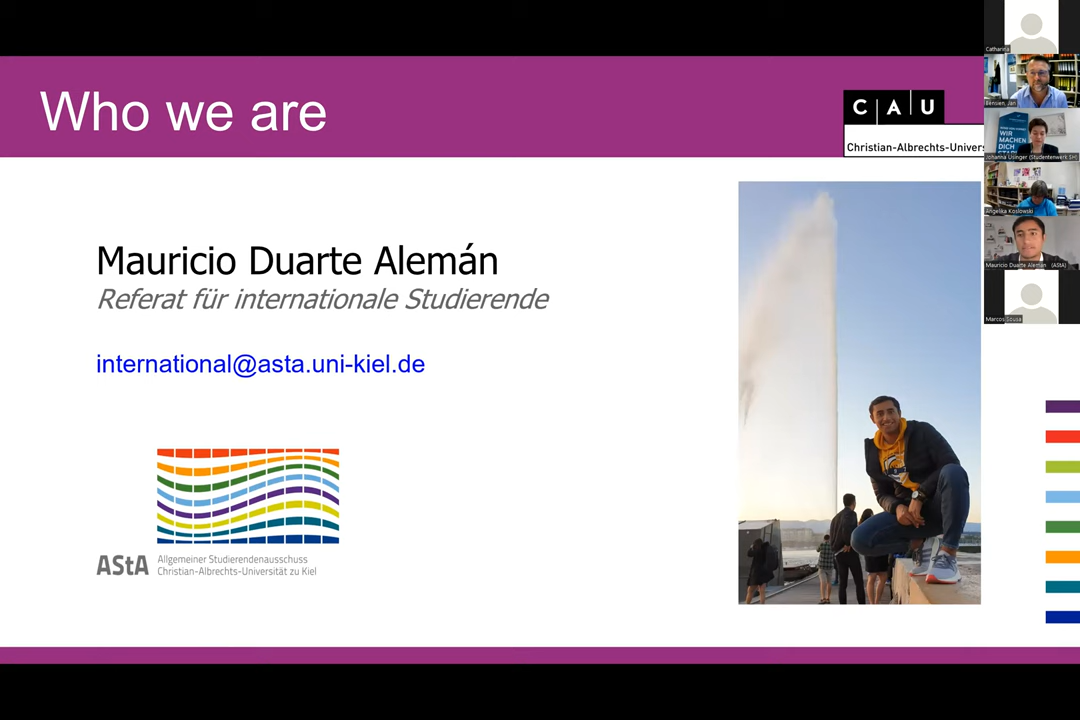 Who we are
C A U
Christian-Albrechts-Univers
Mauricio Duarte Alemán
Referat für internationale Studierende
international@asta.uni-kiel.de
AStA Allgemeiner Studierendenausschuss
Christian-Albrechts-Universität zu Kiel
Catharina
Bensien, Jan
WIR
MACHEN
DICH
Johanna Usinger (Studentenwerk SH)
Angelika Koslowski
Mauricio Duarte Alemán (AStA)
Marcos Sousa